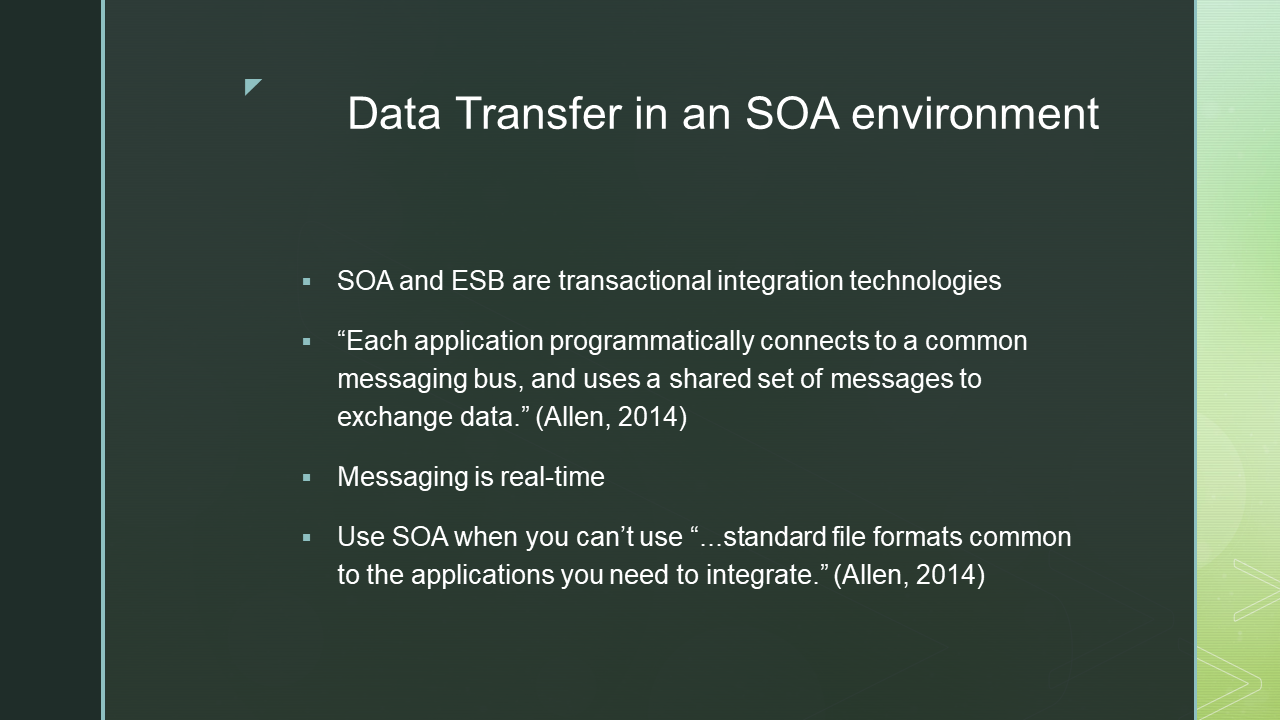 Data Transfer in an SOA environment
▪ SOA and ESB are transactional integration technologies
▪ “Each application programmatically connects to a common
messaging bus, and uses a shared set of messages to
exchange data.” (Allen, 2014)
▪ Messaging is real-time
▪ Use SOA when you can’t use “…standard file formats common
to the applications you need to integrate.” (Allen, 2014)